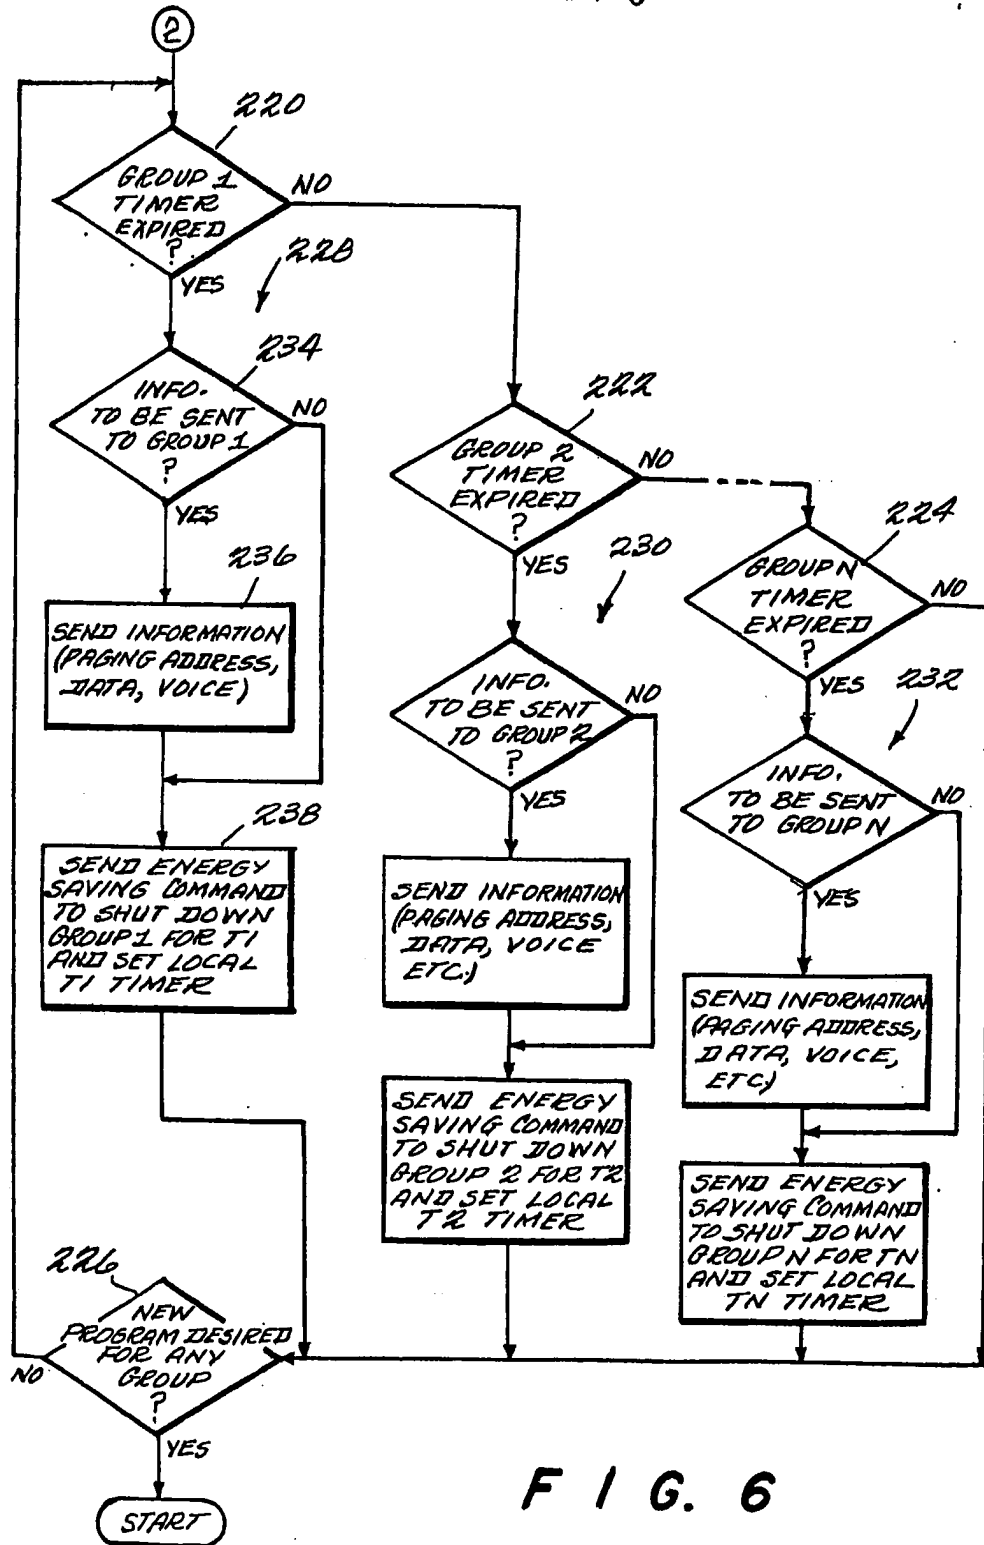 2
220
GROUP 1
TIMER
EXPIRED
?
NO
YES
228
234
INFO.
TO BE SENT
TO GROUP 1
?
NO
YES
236
SEND INFORMATION
(PAGING ADDRESS,
DATA, VOICE)
238
SEND ENERGY
SAVING COMMAND
TO SHUT DOWN
GROUP 1 FOR T1
AND SET LOCAL
T1 TIMER
222
GROUP 2
TIMER
EXPIRED
?
NO
YES
230
INFO.
TO BE SENT
TO GROUP 2
?
NO
YES
SEND INFORMATION
(PAGING ADDRESS,
DATA, VOICE
ETC.)
SEND ENERGY
SAVING COMMAND
TO SHUT DOWN
GROUP 2 FOR T2
AND SET LOCAL
T2 TIMER
224
GROUP N
TIMER
EXPIRED
?
NO
YES
232
INFO.
TO BE SENT
TO GROUP N
?
NO
YES
SEND INFORMATION
(PAGING ADDRESS,
DATA, VOICE,
ETC.)
SEND ENERGY
SAVING COMMAND
TO SHUT DOWN
GROUP N FOR TN
AND SET LOCAL
TN TIMER
226
NEW
PROGRAM DESIRED
FOR ANY
GROUP
?
NO
YES
START
FIG. 6